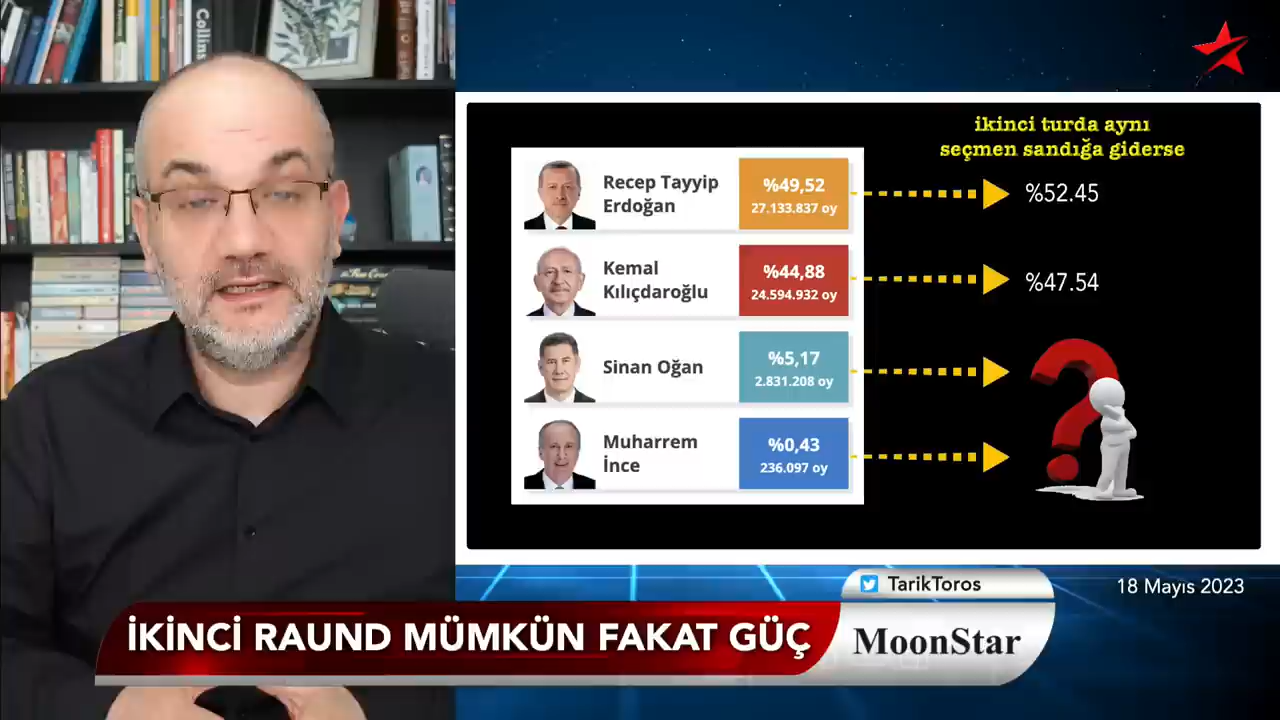 Collins
ikinci turda aynı
seçmen sandığa giderse
Recep Tayyip
Erdoğan
%49,52
27.133.837 oy
%52.45
Kemal
Kılıçdaroğlu
%44,88
24.594.932 oy
%47.54
Sinan Oğan
%5,17
2.831.208 oy
Muharrem
İnce
%0,43
236.097 oy
TarikToros
18 Mayıs 2023
İKİNCİ RAUND MÜMKÜN FAKAT GÜÇ
MoonStar